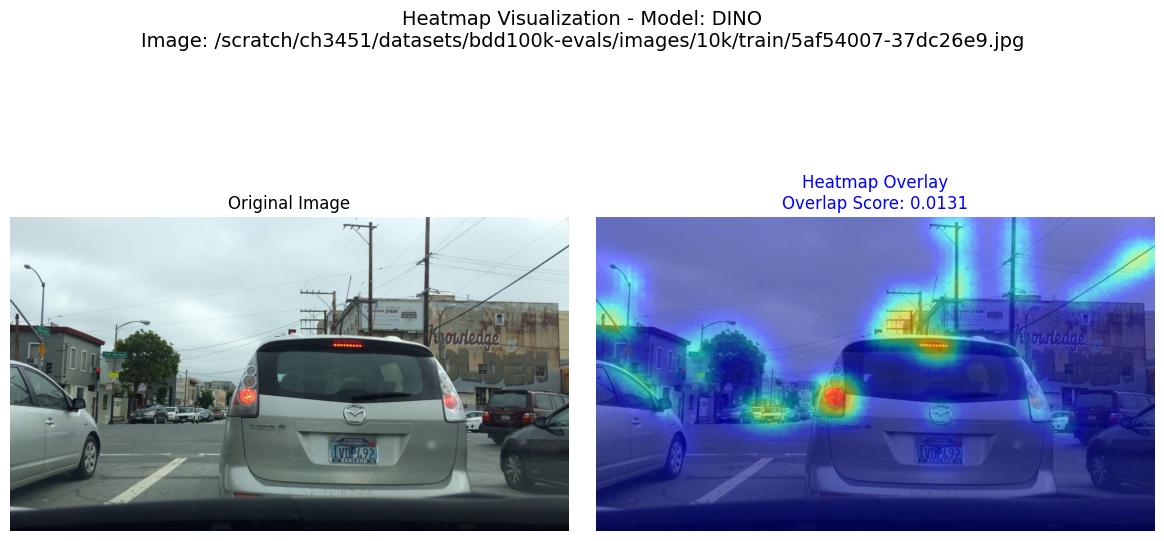 Heatmap Visualization - Model: DINO
Image: /scratch/ch3451/datasets/bdd100k-evals/images/10k/train/5af54007-37dc26e9.jpg
Original Image
Heatmap Overlay
Overlap Score: 0.0131
Knowledge
Knowledge